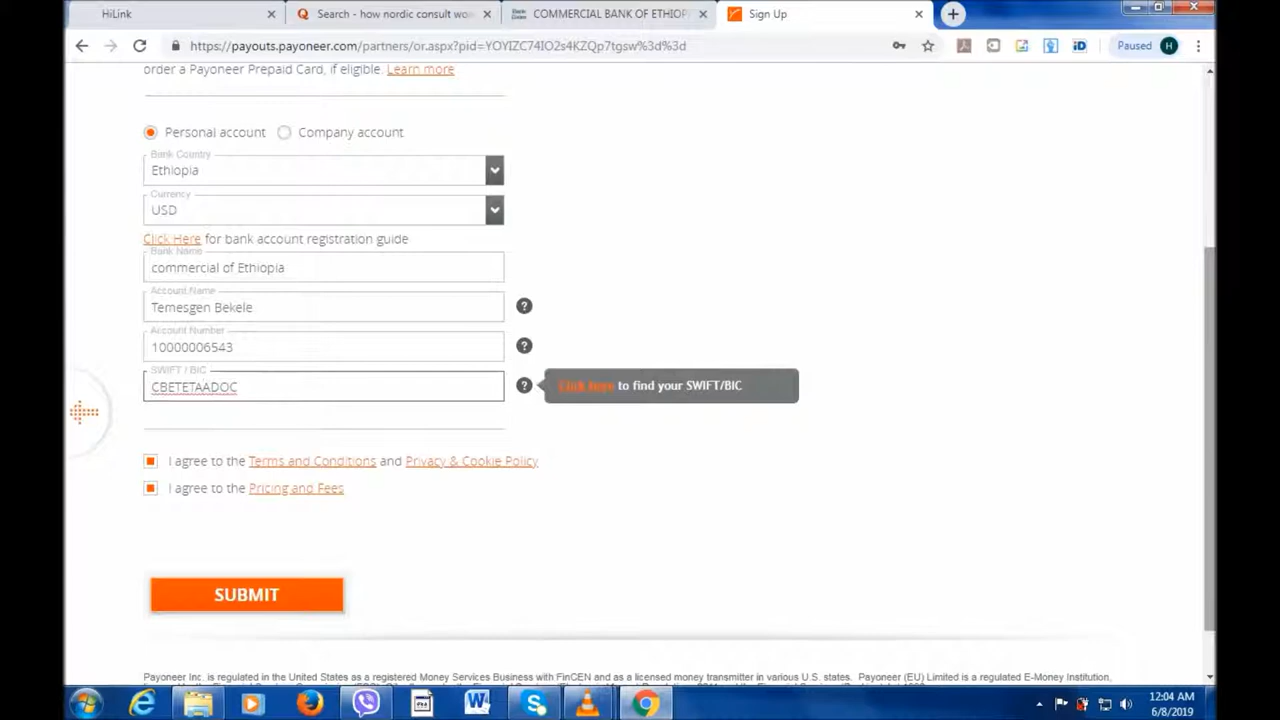 HiLink
Search - how nordic consult wo
COMMERCIAL BANK OF ETHIOP
Sign Up
https://payouts.payoneer.com/partners/or.aspx?pid=YOYIZC74IO2s4KZQp7tgsw%3d%3d
Paused H
order a Payoneer Prepaid Card, if eligible. Learn more
Personal account Company account
Bank Country
Ethiopia
Currency
USD
Click Here for bank account registration guide
Bank Name
commercial of Ethiopia
Account Name
Temesgen Bekele
?
Account Number
10000006543
?
SWIFT / BIC
CBETETAADOC
? Click here to find your SWIFT/BIC
I agree to the Terms and Conditions and Privacy & Cookie Policy
I agree to the Pricing and Fees
SUBMIT
Payoneer Inc. is regulated in the United States as a registered Money Services Business with FinCEN and as a licensed money transmitter in various U.S. states. Payoneer (EU) Limited is a regulated E-Money Institution.
12:04 AM
6/8/2019